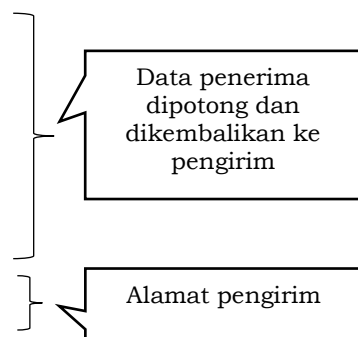 Data penerima
dipotong dan
dikembalikan ke
pengirim
Alamat pengirim